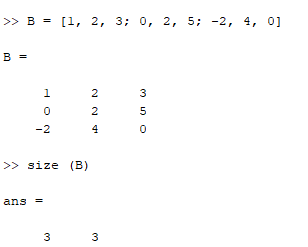 >> B = [1, 2, 3; 0, 2, 5; -2, 4, 0]
B =
1 2 3
0 2 5
-2 4 0
>> size (B)
ans =
3 3